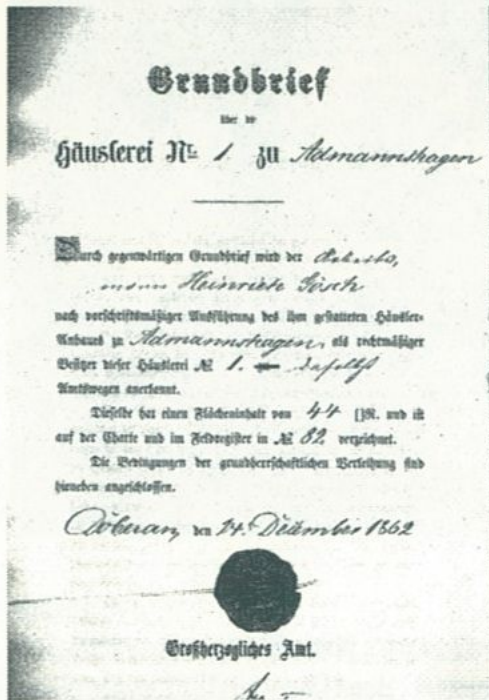 Grundbrief
über die
Häuslerei Nr. 1 zu Admannshagen
Durch gegenwärtigen Grundbrief wird der Arbeits-
mann Heinrich Gösch
nach vorschriftsmäßiger Ausführung des ihm gestatteten Häusler-
Anbaues zu Admannshagen, als rechtmäßiger
Besitzer dieser Häuslerei № 1. daselbst
Amtswegen anerkannt.
Dieselbe hat einen Flächeninhalt von 44 []R. und ist
auf der Charte und im Feldregister in № 82. verzeichnet.
Die Bedingungen der grundherrschaftlichen Verleihung sind
hieneben angeschlossen.
Doberan, den 24. December 1862
Großherzogliches Amt.